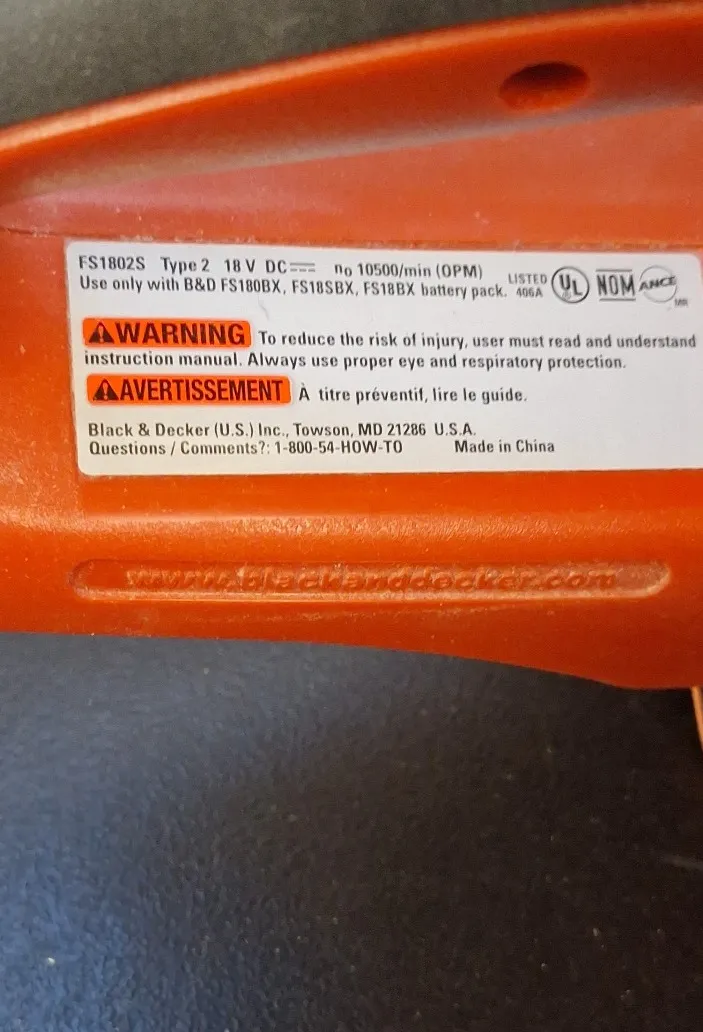 FS1802S Type 2 18 V DC n₀ 10500/min (OPM)
Use only with B&D FS180BX, FS18SBX, FS18BX battery pack.
LISTED
406A
UL
NOM
ANCE
MR
WARNING To reduce the risk of injury, user must read and understand
instruction manual. Always use proper eye and respiratory protection.
AVERTISSEMENT À titre préventif, lire le guide.
Black & Decker (U.S.) Inc., Towson, MD 21286 U.S.A.
Questions / Comments?: 1-800-54-HOW-TO Made in China
www.blackanddecker.com